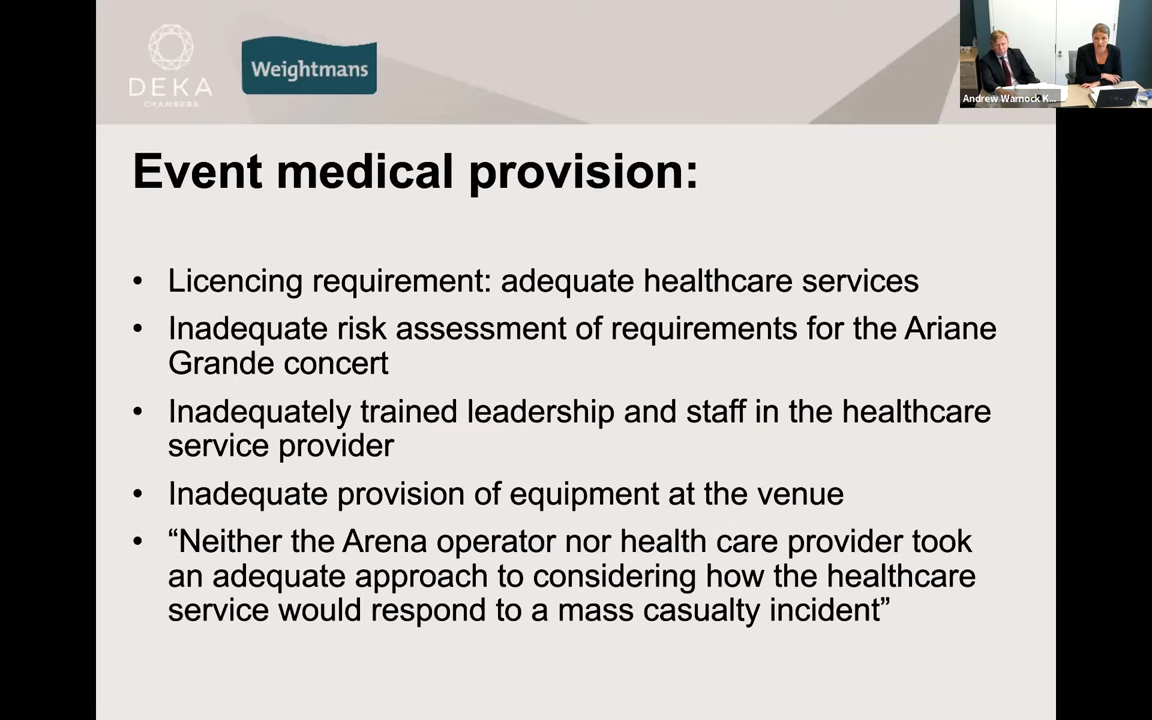 DEKA
CHAMBERS
Weightmans
Andrew Warnock K...
Event medical provision:
• Licencing requirement: adequate healthcare services
• Inadequate risk assessment of requirements for the Ariane
Grande concert
• Inadequately trained leadership and staff in the healthcare
service provider
• Inadequate provision of equipment at the venue
• “Neither the Arena operator nor health care provider took
an adequate approach to considering how the healthcare
service would respond to a mass casualty incident”